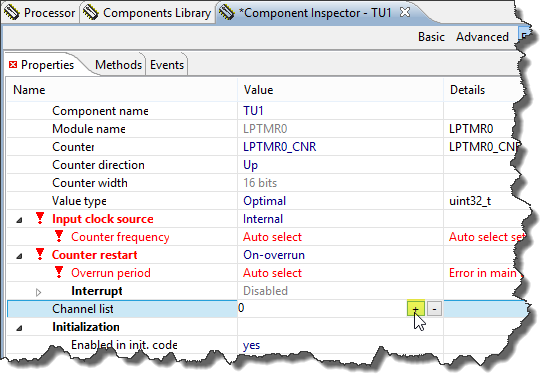 Processor Components Library *Component Inspector - TU1
Basic Advanced
Properties Methods Events
Name Value Details
Component name TU1
Module name LPTMR0 LPTMR0
Counter LPTMR0_CNR LPTMR0_CNR
Counter direction Up
Counter width 16 bits
Value type Optimal uint32_t
Input clock source Internal
Counter frequency Auto select Auto select se
Counter restart On-overrun
Overrun period Auto select Error in main
Interrupt Disabled
Channel list 0 + -
Initialization
Enabled in init. code yes